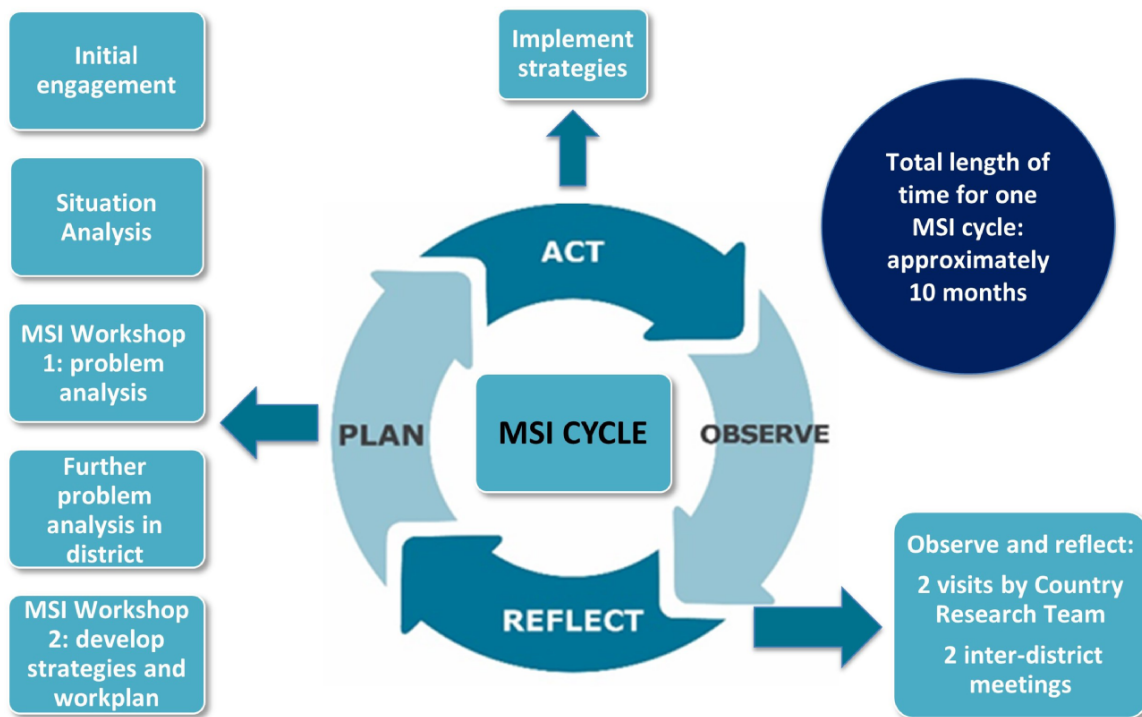 Initial
engagement
Situation
Analysis
MSI Workshop
1: problem
analysis
Further
problem
analysis in
district
MSI Workshop
2: develop
strategies and
workplan
Implement
strategies
ACT
PLAN
MSI CYCLE
OBSERVE
REFLECT
Total length of
time for one
MSI cycle:
approximately
10 months
Observe and reflect:
2 visits by Country
Research Team
2 inter-district
meetings